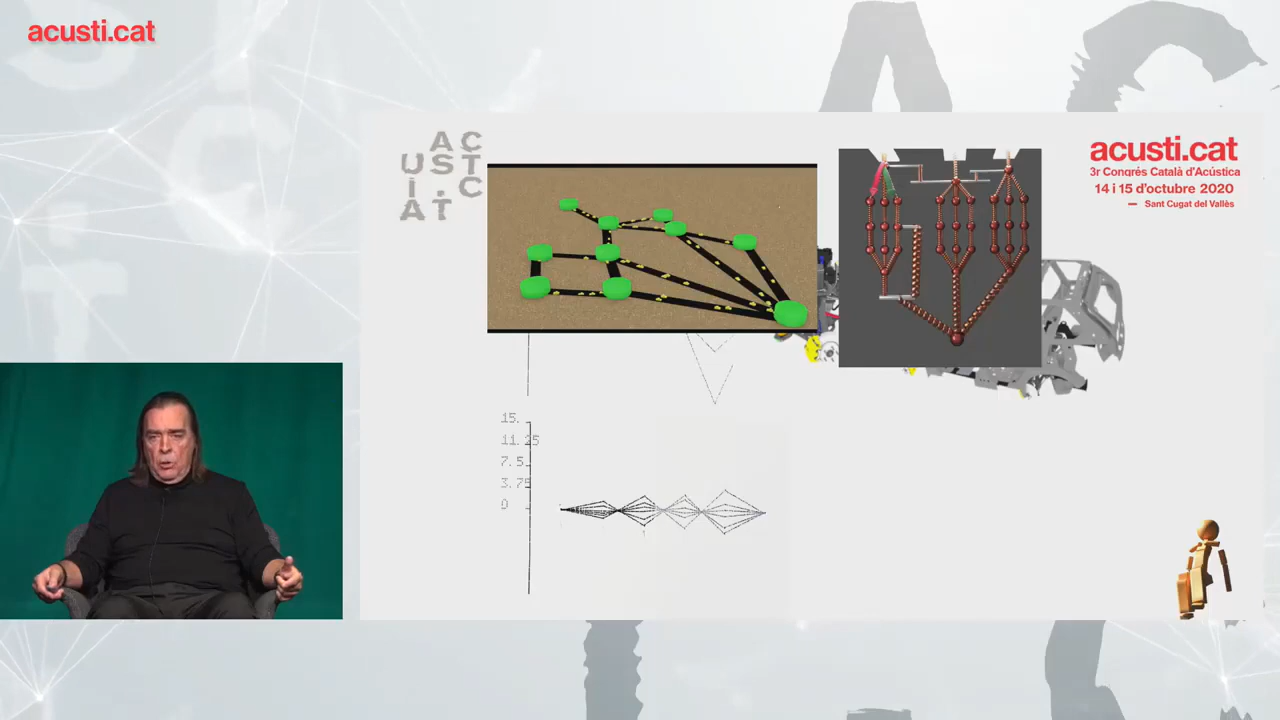 acusti.cat
AC
UST
I.C
AT
acusti.cat
3r Congrés Català d'Acústica
14 i 15 d'octubre 2020
— Sant Cugat del Vallès
15.
11.25
7.5
3.75
0